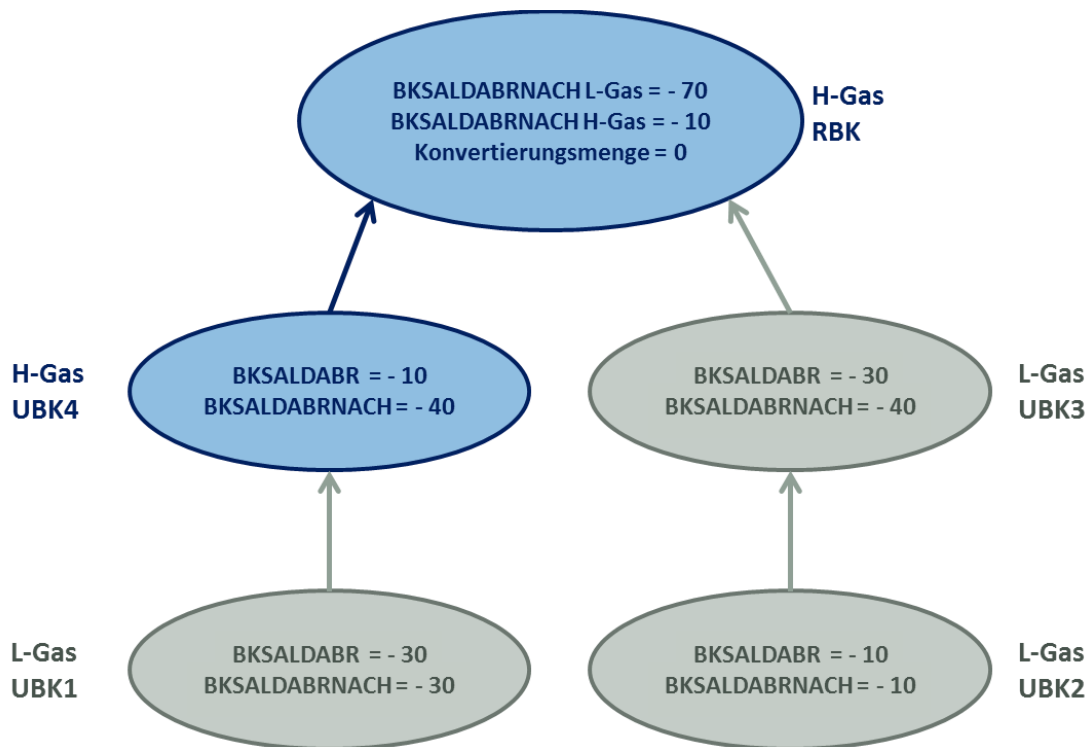 BKSALDABRNACH L-Gas = - 70
BKSALDABRNACH H-Gas = - 10
Konvertierungsmenge = 0
H-Gas
RBK
H-Gas
UBK4
BKSALDABR = - 10
BKSALDABRNACH = - 40
BKSALDABR = - 30
BKSALDABRNACH = - 40
L-Gas
UBK3
L-Gas
UBK1
BKSALDABR = - 30
BKSALDABRNACH = - 30
BKSALDABR = - 10
BKSALDABRNACH = - 10
L-Gas
UBK2